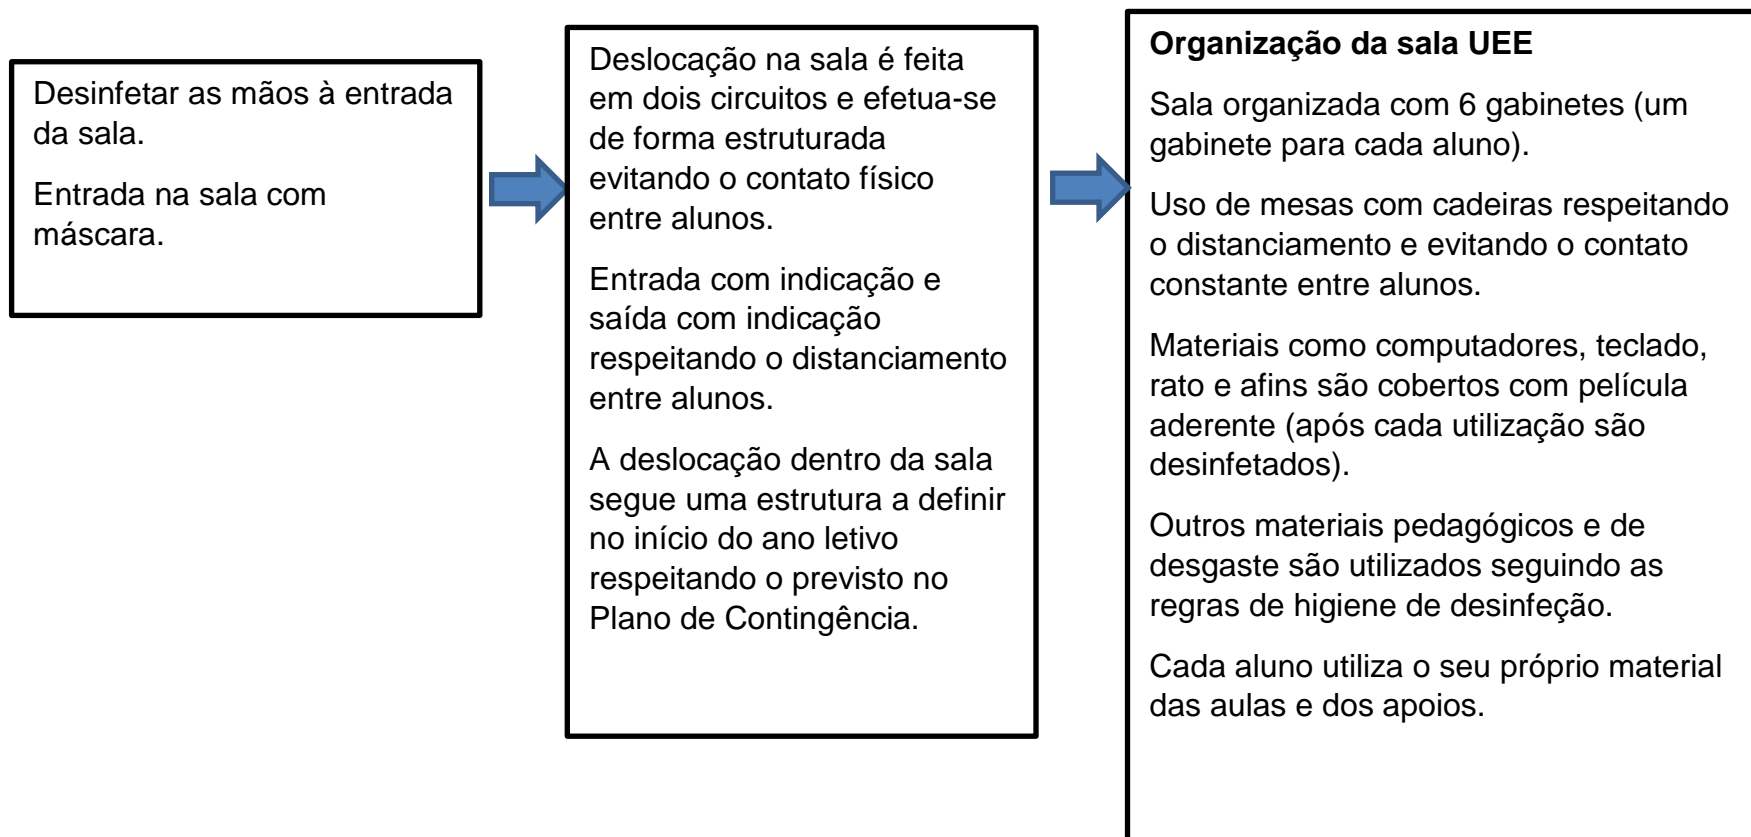 Desinfetar as mãos à entrada
da sala.
Entrada na sala com
máscara.
Deslocação na sala é feita
em dois circuitos e efetua-se
de forma estruturada
evitando o contato físico
entre alunos.
Entrada com indicação e
saída com indicação
respeitando o distanciamento
entre alunos.
A deslocação dentro da sala
segue uma estrutura a definir
no início do ano letivo
respeitando o previsto no
Plano de Contingência.
Organização da sala UEE
Sala organizada com 6 gabinetes (um
gabinete para cada aluno).
Uso de mesas com cadeiras respeitando
o distanciamento e evitando o contato
constante entre alunos.
Materiais como computadores, teclado,
rato e afins são cobertos com película
aderente (após cada utilização são
desinfetados).
Outros materiais pedagógicos e de
desgaste são utilizados seguindo as
regras de higiene de desinfeção.
Cada aluno utiliza o seu próprio material
das aulas e dos apoios.